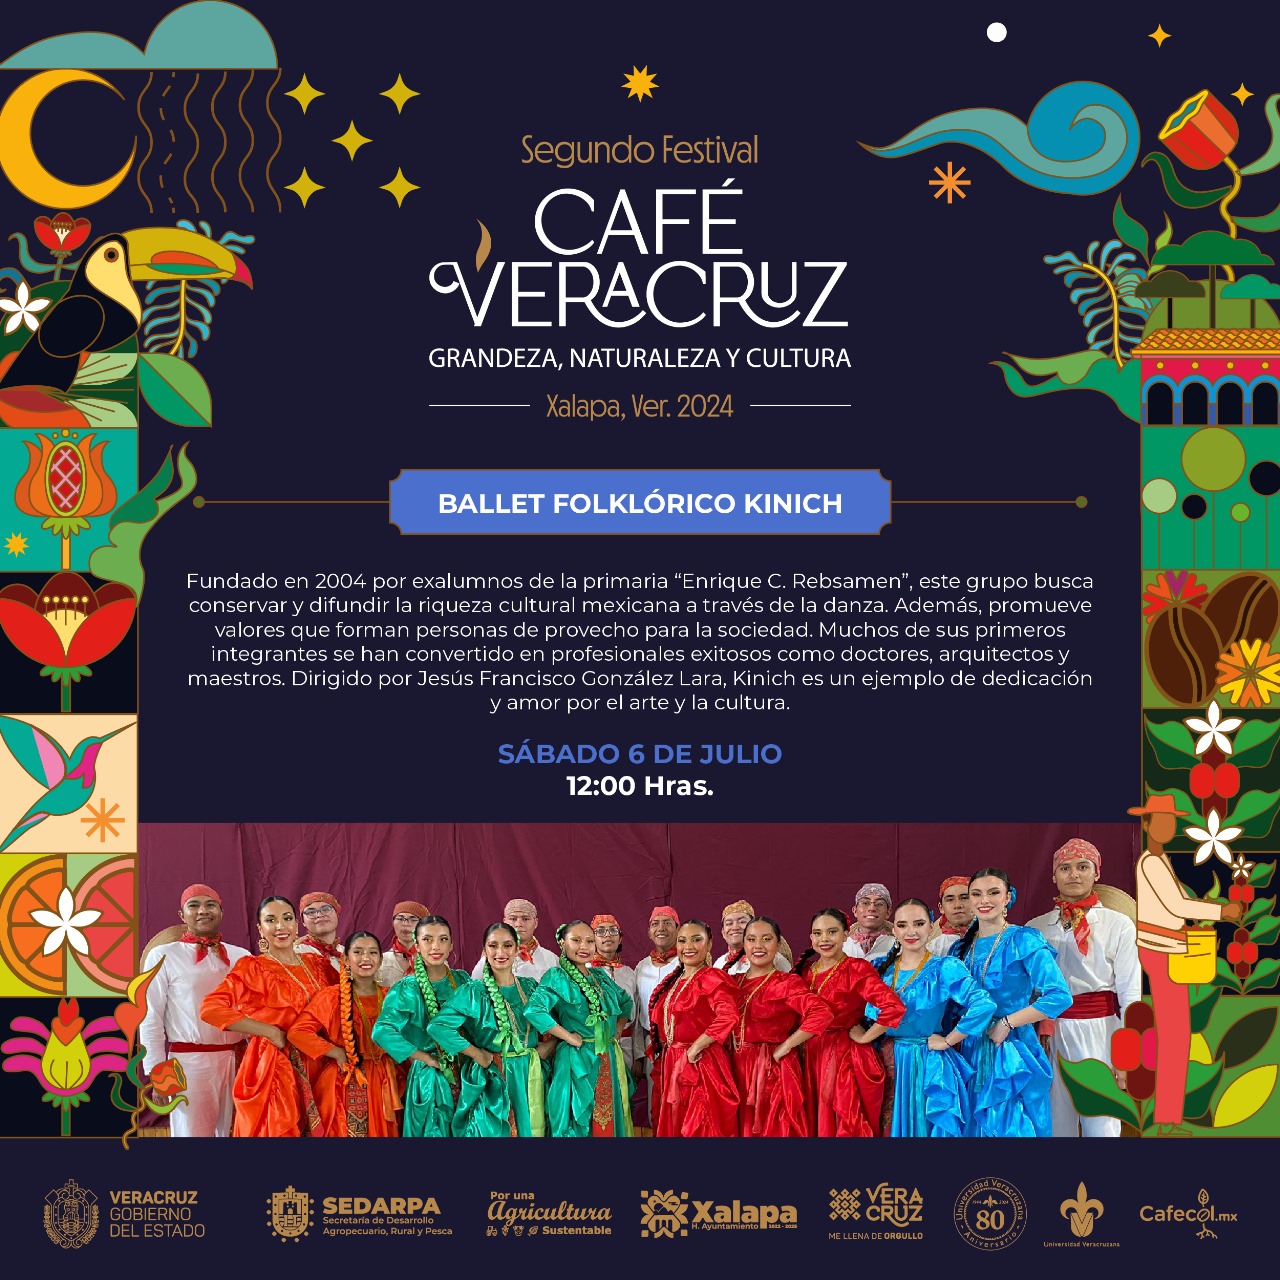 Segundo Festival
CAFÉ
VERACRUZ
GRANDEZA, NATURALEZA Y CULTURA
Xalapa, Ver. 2024
BALLET FOLKLÓRICO KINICH
Fundado en 2004 por exalumnos de la primaria “Enrique C. Rebsamen”, este grupo busca
conservar y difundir la riqueza cultural mexicana a través de la danza. Además, promueve
valores que forman personas de provecho para la sociedad. Muchos de sus primeros
integrantes se han convertido en profesionales exitosos como doctores, arquitectos y
maestros. Dirigido por Jesús Francisco González Lara, Kinich es un ejemplo de dedicación
y amor por el arte y la cultura.
SÁBADO 6 DE JULIO
12:00 Hras.
VERACRUZ
GOBIERNO
DEL ESTADO
SEDARPA
Secretaría de Desarrollo
Agropecuario, Rural y Pesca
Por una
Agricultura
Sustentable
Xalapa
H. Ayuntamiento 2022 - 2025
VERA
CRUZ
ME LLENA DE ORGULLO
Universidad Veracruzana
1944 2024
80
Aniversario
Universidad Veracruzana
Cafecol.mx